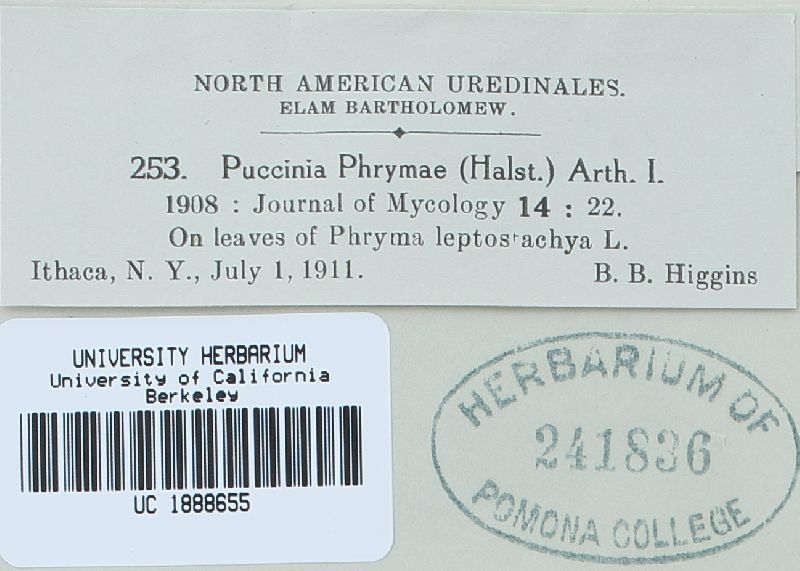 NORTH AMERICAN UREDINALES.
ELAM BARTHOLOMEW.
253. Puccinia Phrymae (Halst.) Arth. I.
1908 : Journal of Mycology 14 : 22.
On leaves of Phryma leptostachya L.
Ithaca, N. Y., July 1, 1911. B. B. Higgins
UNIVERSITY HERBARIUM
University of California
Berkeley
UC 1888655
HERBARIUM OF
241836
POMONA COLLEGE